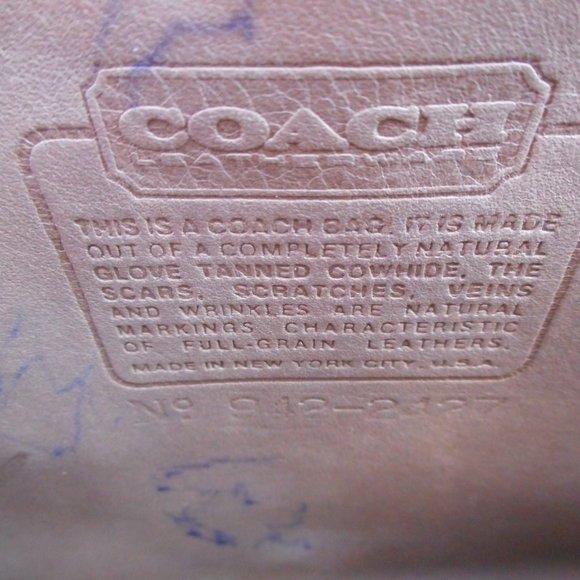 COACH
LEATHERWARE
THIS IS A COACH BAG. IT IS MADE
OUT OF A COMPLETELY NATURAL
GLOVE TANNED COWHIDE. THE
SCARS, SCRATCHES, VEINS
AND WRINKLES ARE NATURAL
MARKINGS CHARACTERISTIC
OF FULL-GRAIN LEATHERS.
MADE IN NEW YORK CITY, U.S.A.
No